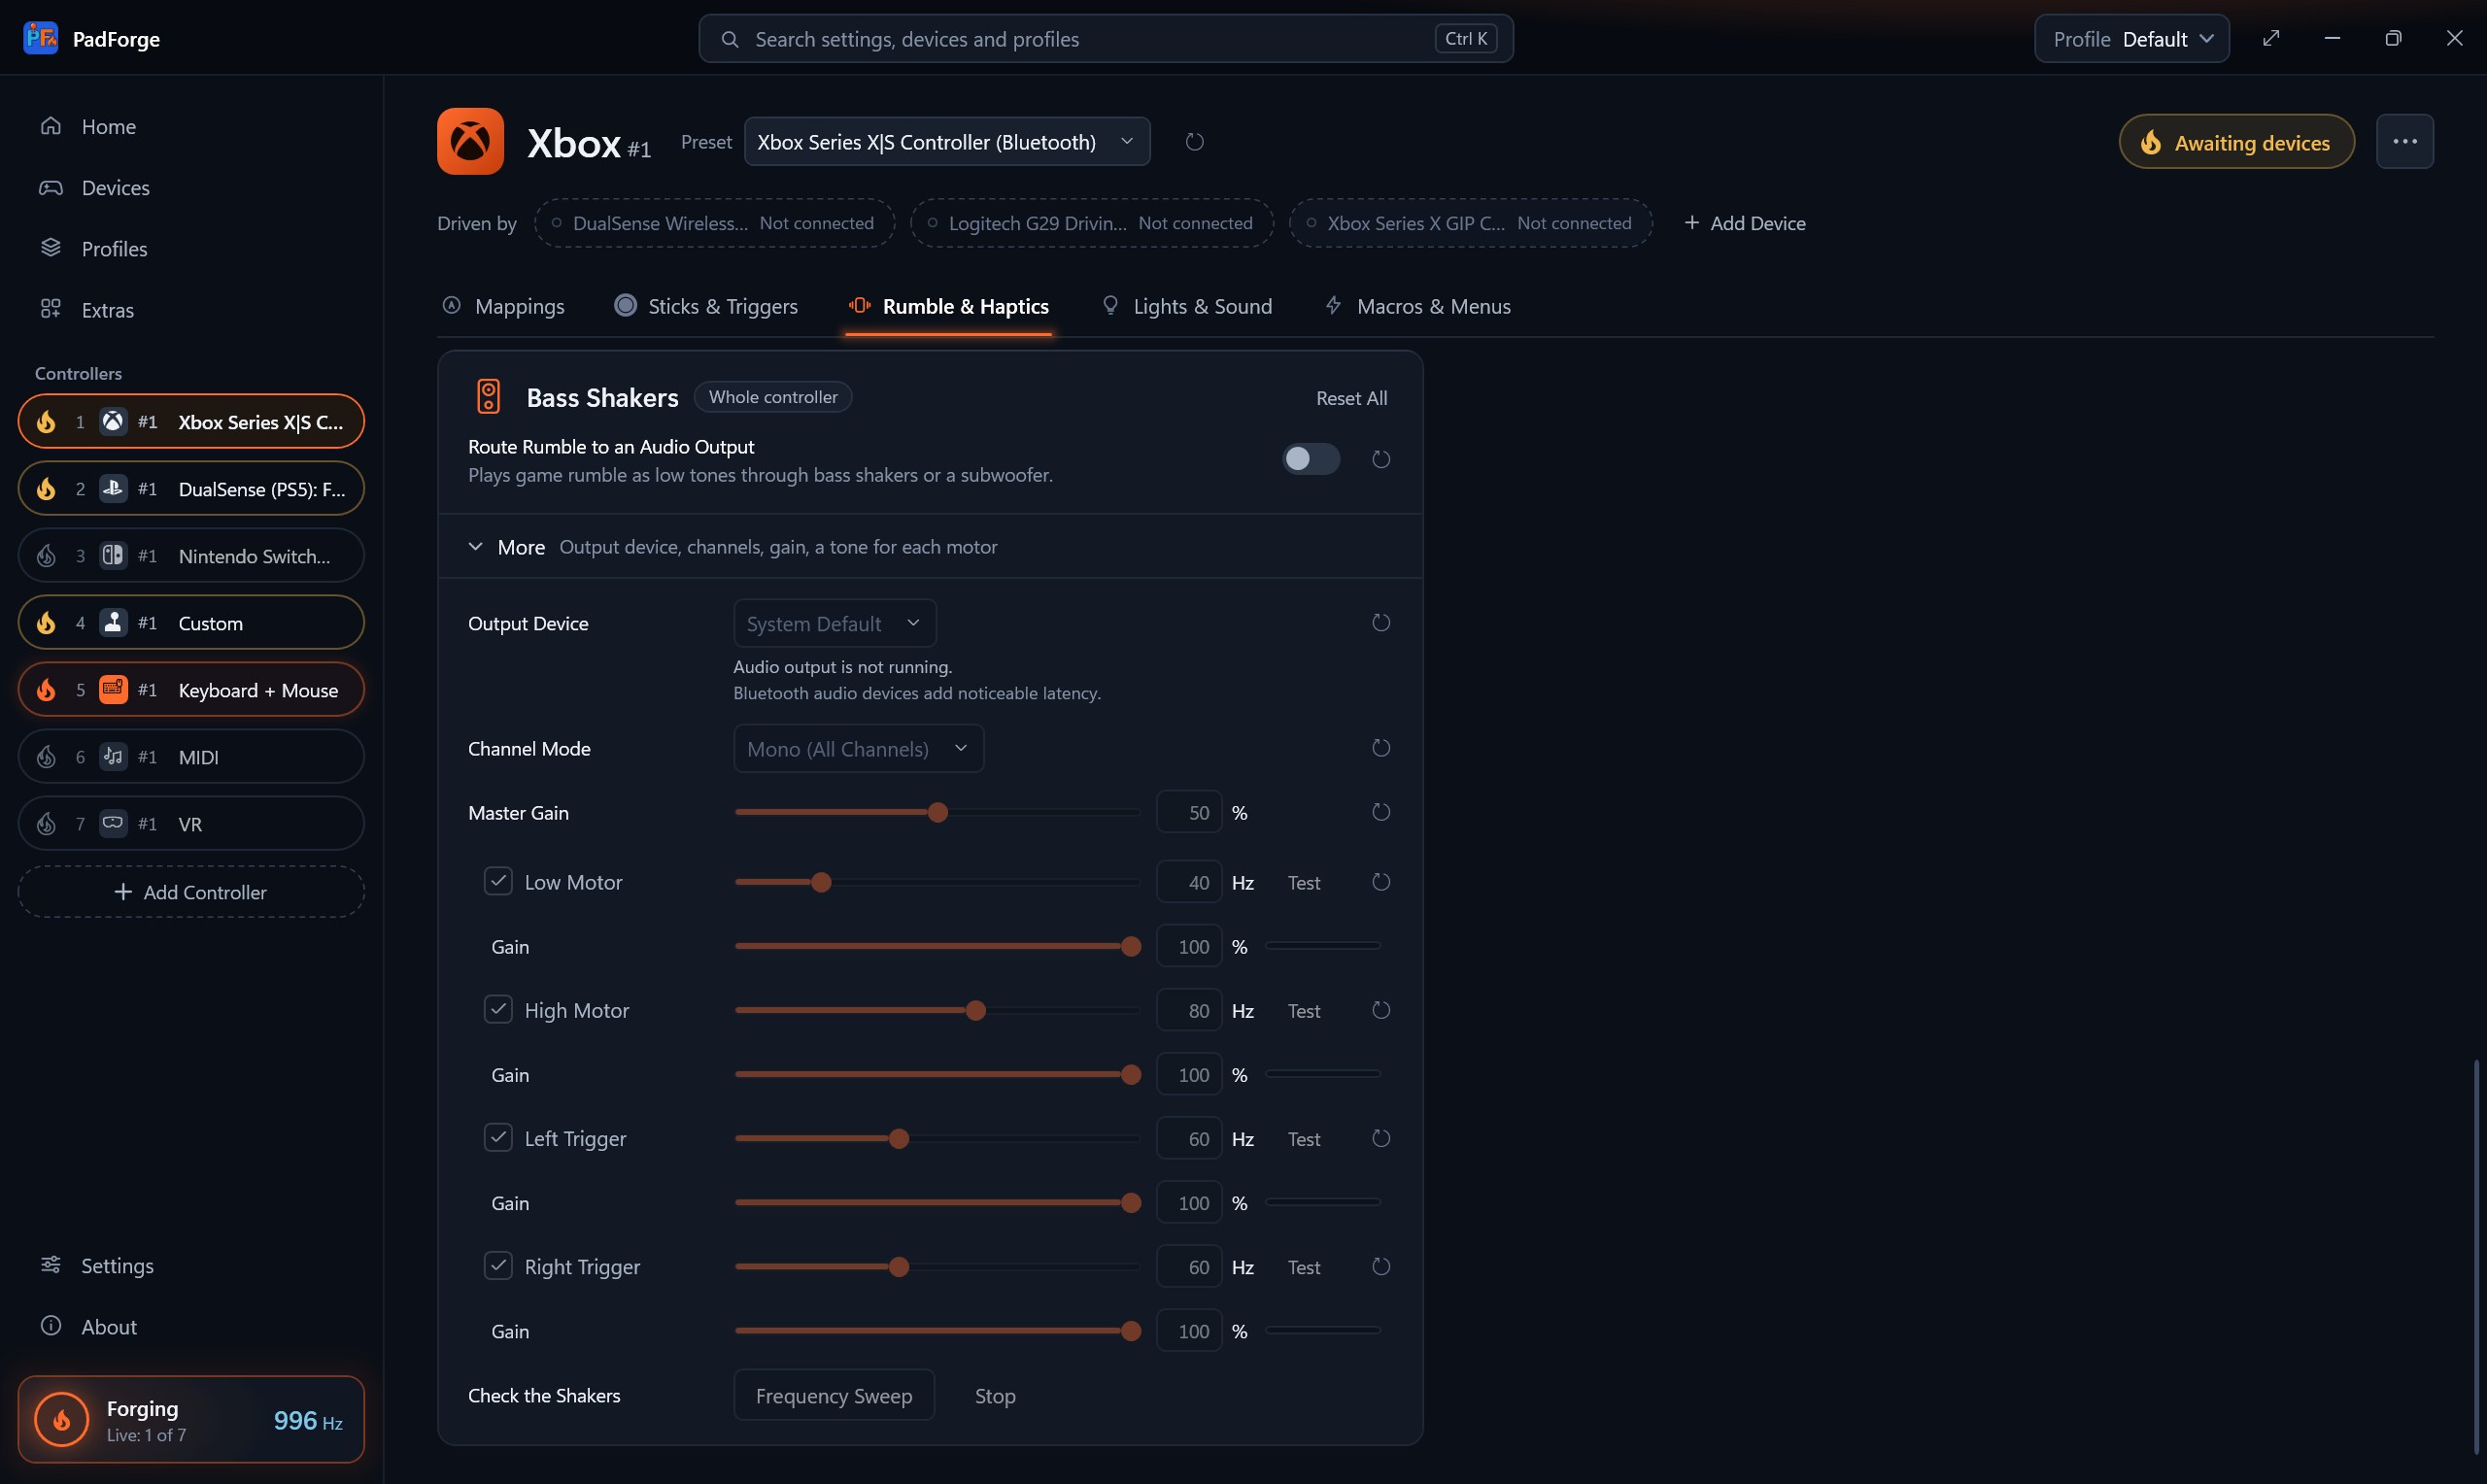 PadForge
Search settings, devices and profiles
Ctrl K
Profile Default
Home
Devices
Profiles
Extras
Controllers
1 #1 Xbox Series X|S C...
2 #1 DualSense (PS5): F...
3 #1 Nintendo Switch...
4 #1 Custom
5 #1 Keyboard + Mouse
6 #1 MIDI
7 #1 VR
Add Controller
Settings
About
Forging
Live: 1 of 7
996 Hz
Xbox #1
Preset
Xbox Series X|S Controller (Bluetooth)
Awaiting devices
Driven by
DualSense Wireless... Not connected
Logitech G29 Drivin... Not connected
Xbox Series X GIP C... Not connected
Add Device
Mappings
Sticks & Triggers
Rumble & Haptics
Lights & Sound
Macros & Menus
Bass Shakers
Whole controller
Reset All
Route Rumble to an Audio Output
Plays game rumble as low tones through bass shakers or a subwoofer.
More Output device, channels, gain, a tone for each motor
Output Device
System Default
Audio output is not running.
Bluetooth audio devices add noticeable latency.
Channel Mode
Mono (All Channels)
Master Gain 50 %
Low Motor 40 Hz Test
Gain 100 %
High Motor 80 Hz Test
Gain 100 %
Left Trigger 60 Hz Test
Gain 100 %
Right Trigger 60 Hz Test
Gain 100 %
Check the Shakers
Frequency Sweep
Stop